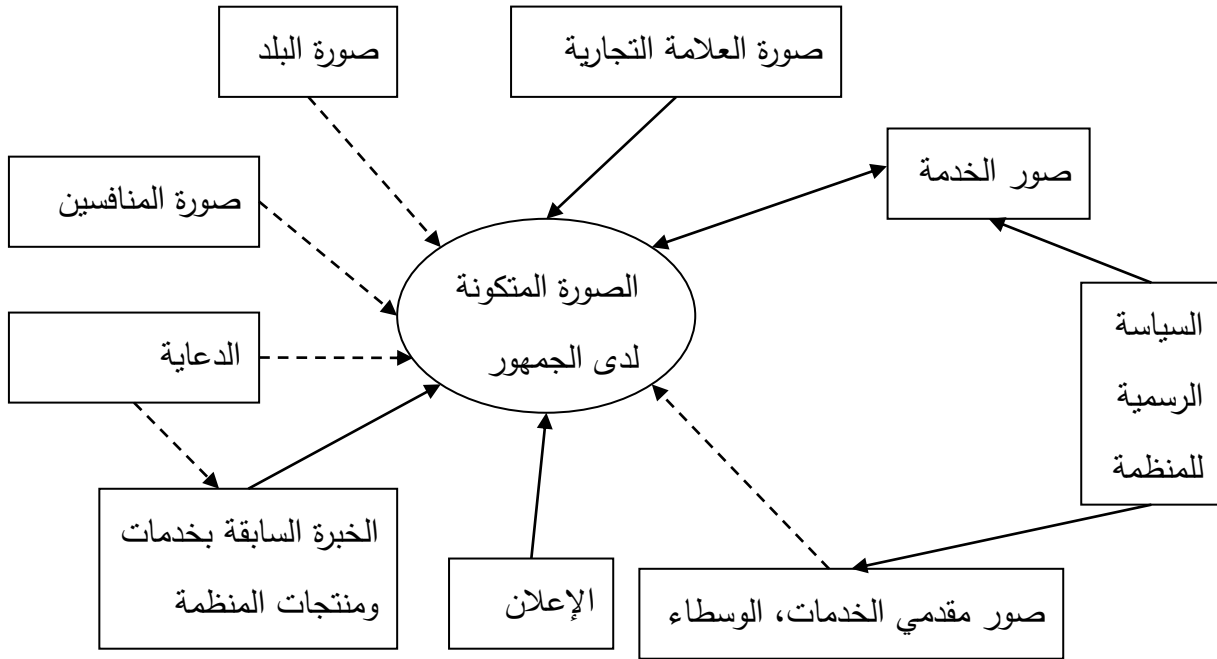 صورة العلامة التجارية
صورة البلد
صور الخدمة
صورة المنافسين
الصورة المتكونة
لدى الجمهور
السياسة
الرسمية
للمنظمة
الدعاية
الخبرة السابقة بخدمات
ومنتجات المنظمة
الإعلان
صور مقدمي الخدمات، الوسطاء